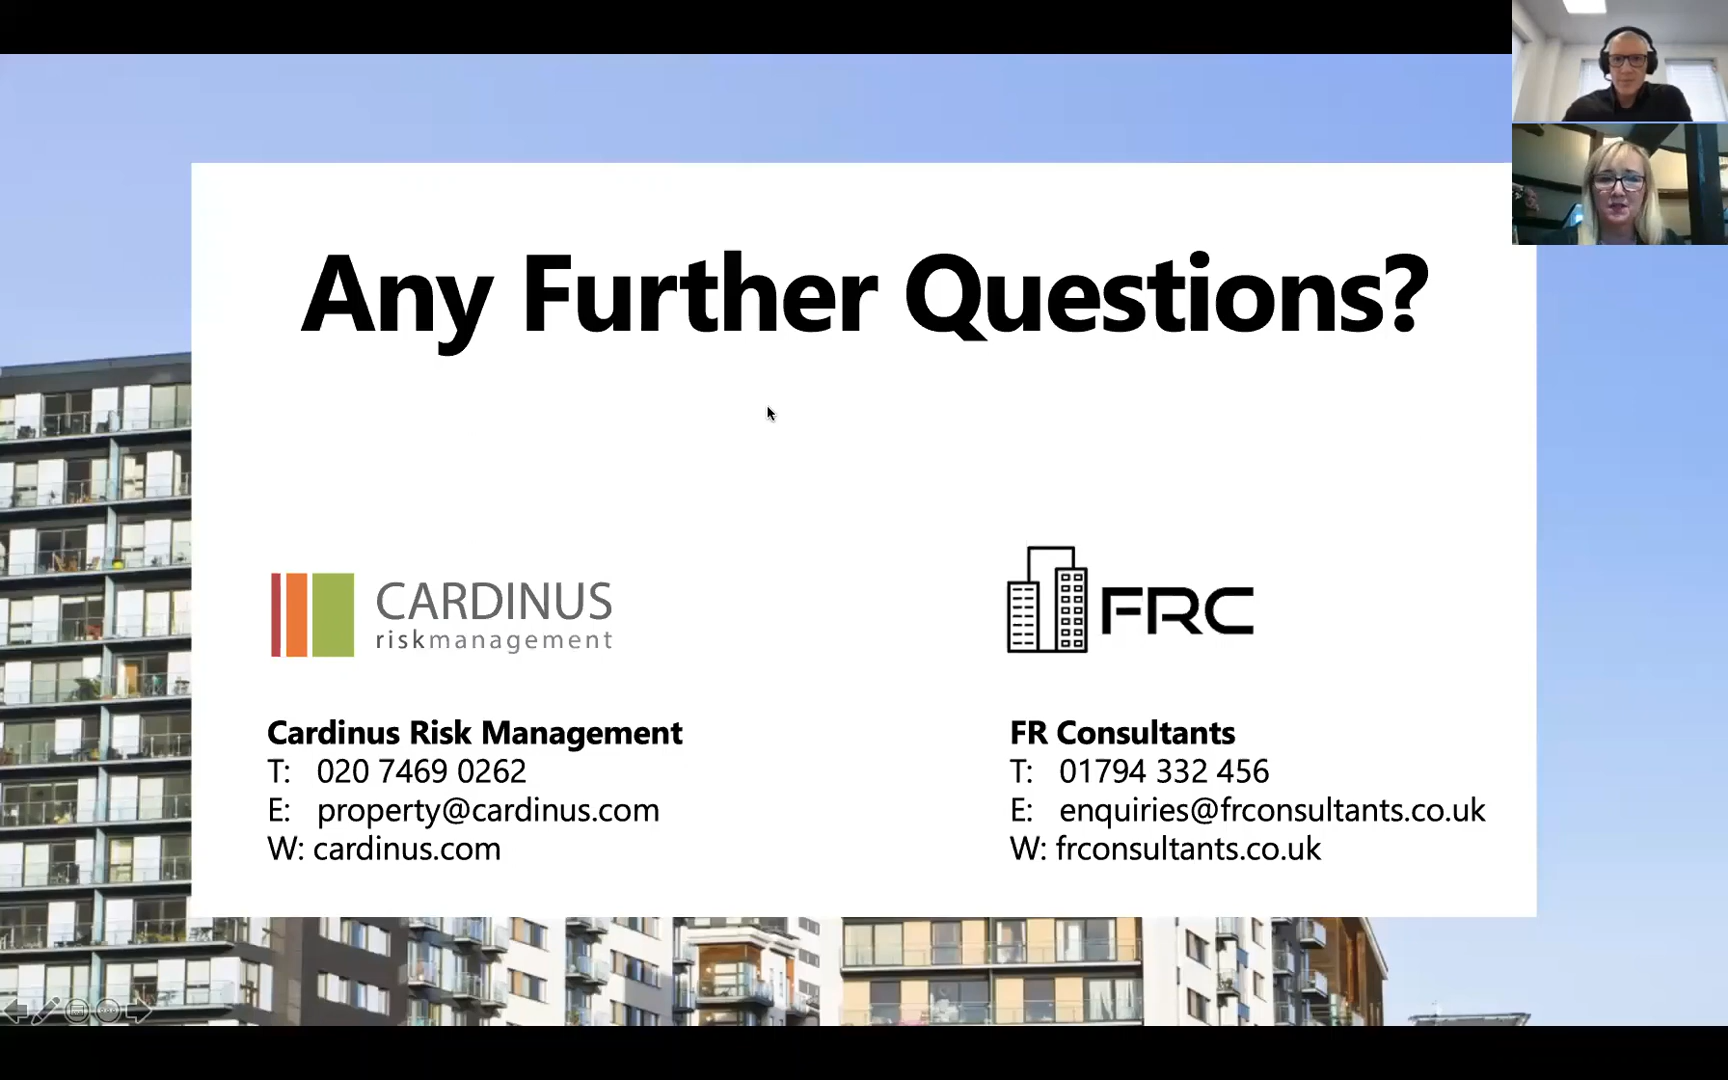 Any Further Questions?
CARDINUS
riskmanagement
Cardinus Risk Management
T: 020 7469 0262
E: property@cardinus.com
W: cardinus.com
FRC
FR Consultants
T: 01794 332 456
E: enquiries@frconsultants.co.uk
W: frconsultants.co.uk